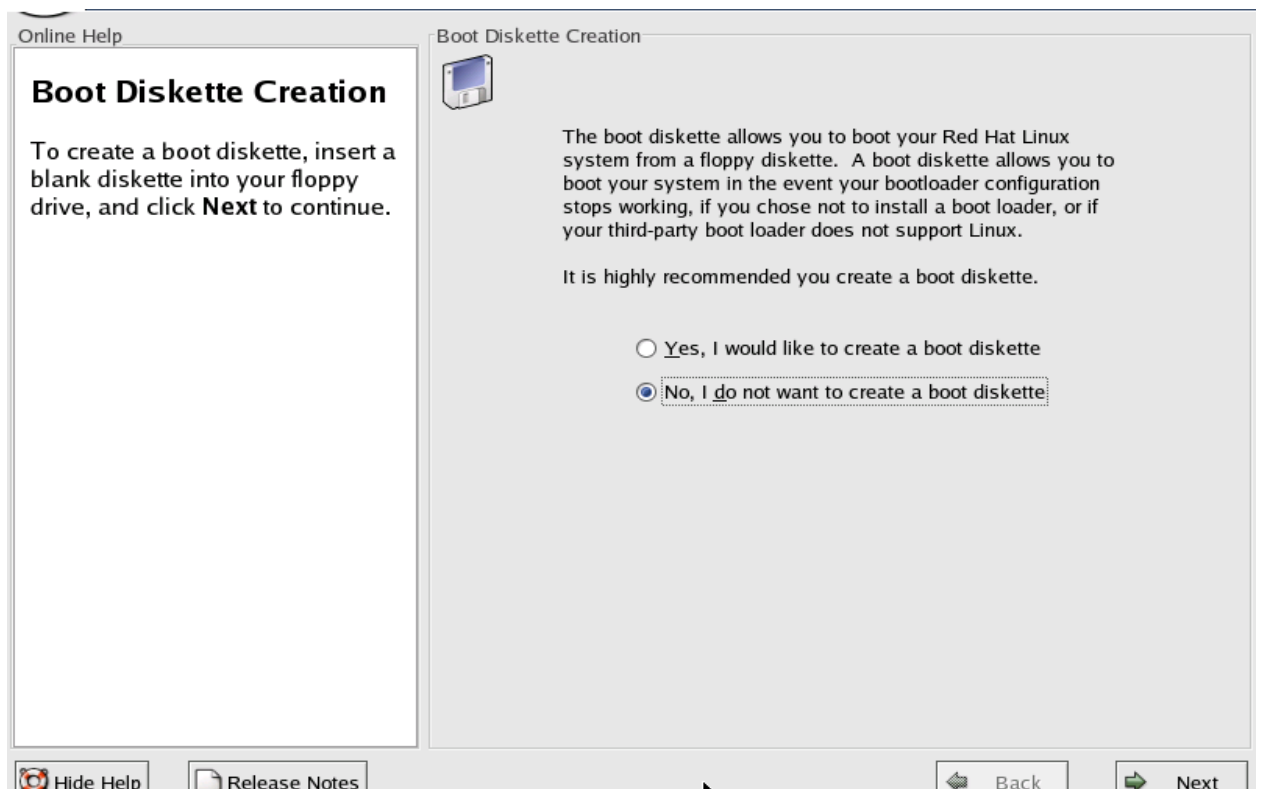 Online Help
Boot Diskette Creation
To create a boot diskette, insert a
blank diskette into your floppy
drive, and click Next to continue.
Boot Diskette Creation
The boot diskette allows you to boot your Red Hat Linux
system from a floppy diskette.  A boot diskette allows you to
boot your system in the event your bootloader configuration
stops working, if you chose not to install a boot loader, or if
your third-party boot loader does not support Linux.
It is highly recommended you create a boot diskette.
Yes, I would like to create a boot diskette
No, I do not want to create a boot diskette
Hide Help
Release Notes
Back
Next